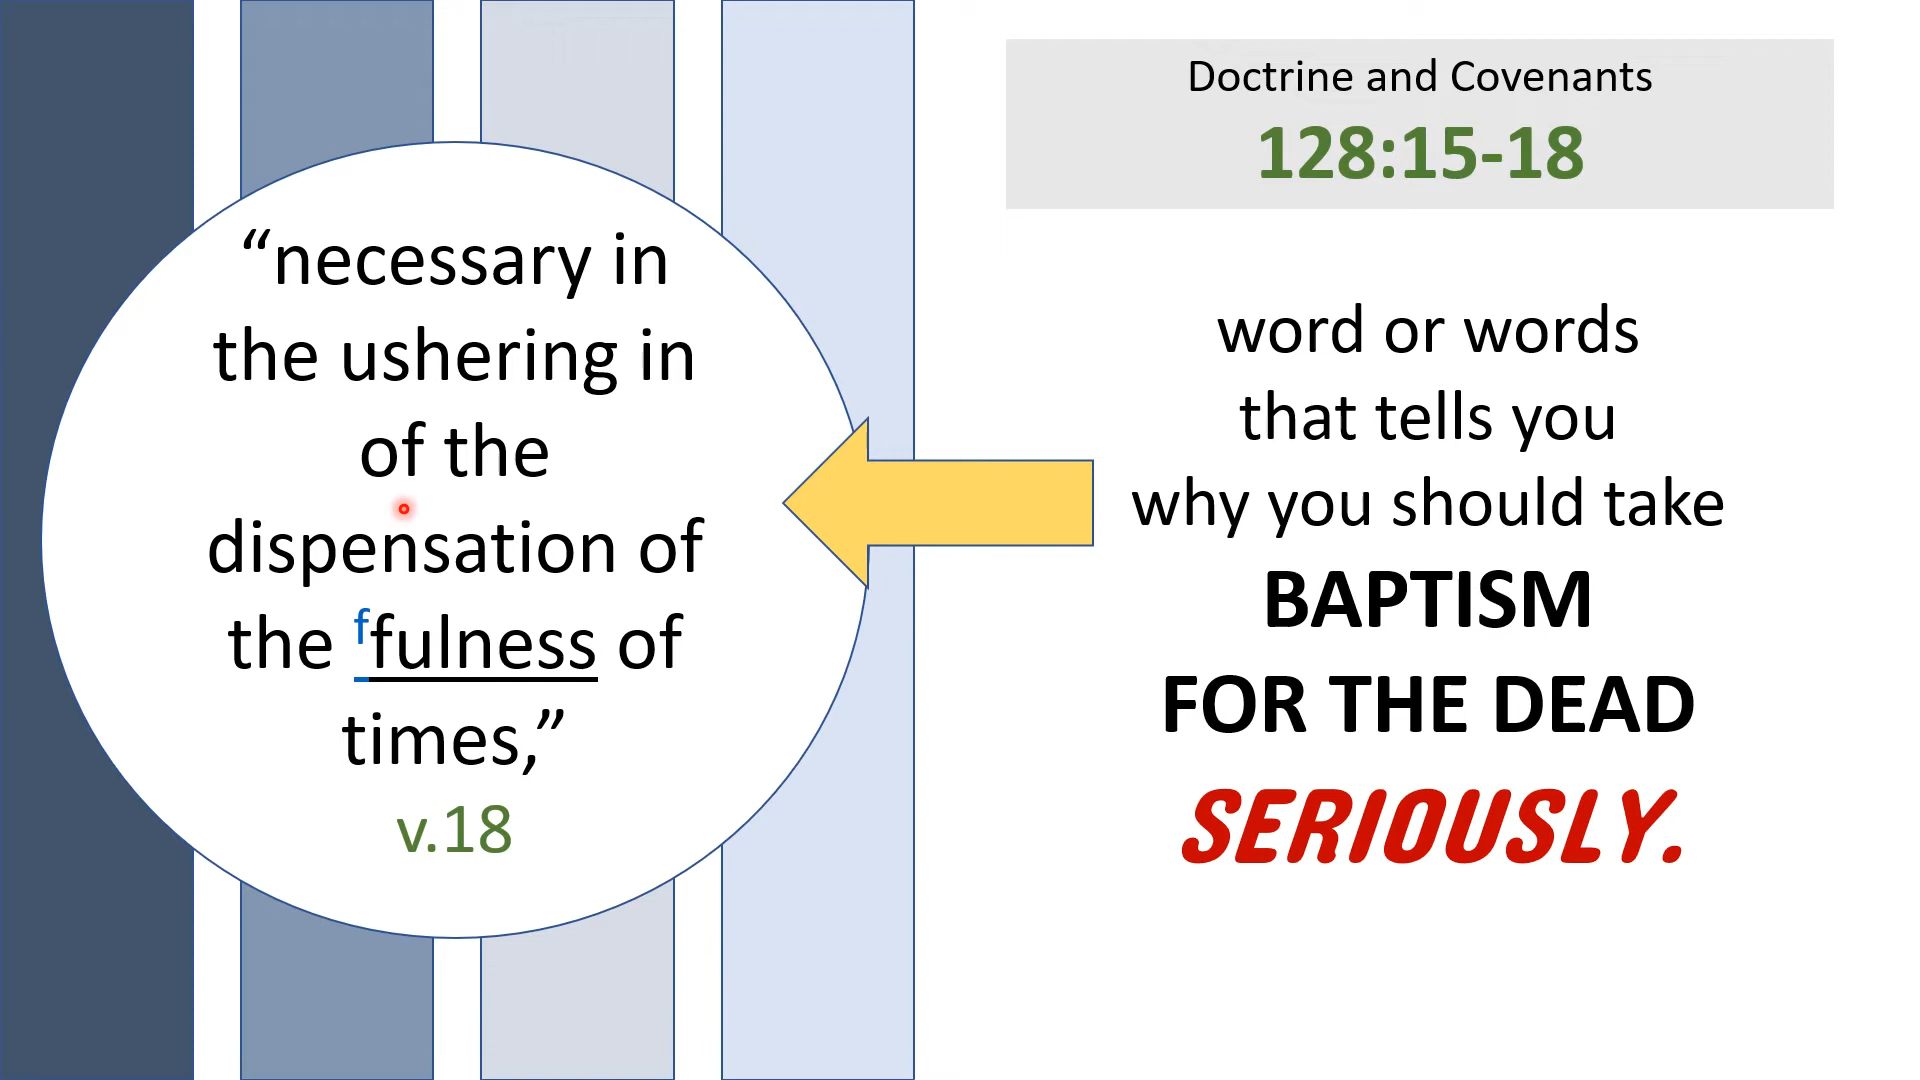 “necessary in
the ushering in
of the
dispensation of
the ffulness of
times,”
v.18
Doctrine and Covenants
128:15-18
word or words
that tells you
why you should take
BAPTISM
FOR THE DEAD
SERIOUSLY.